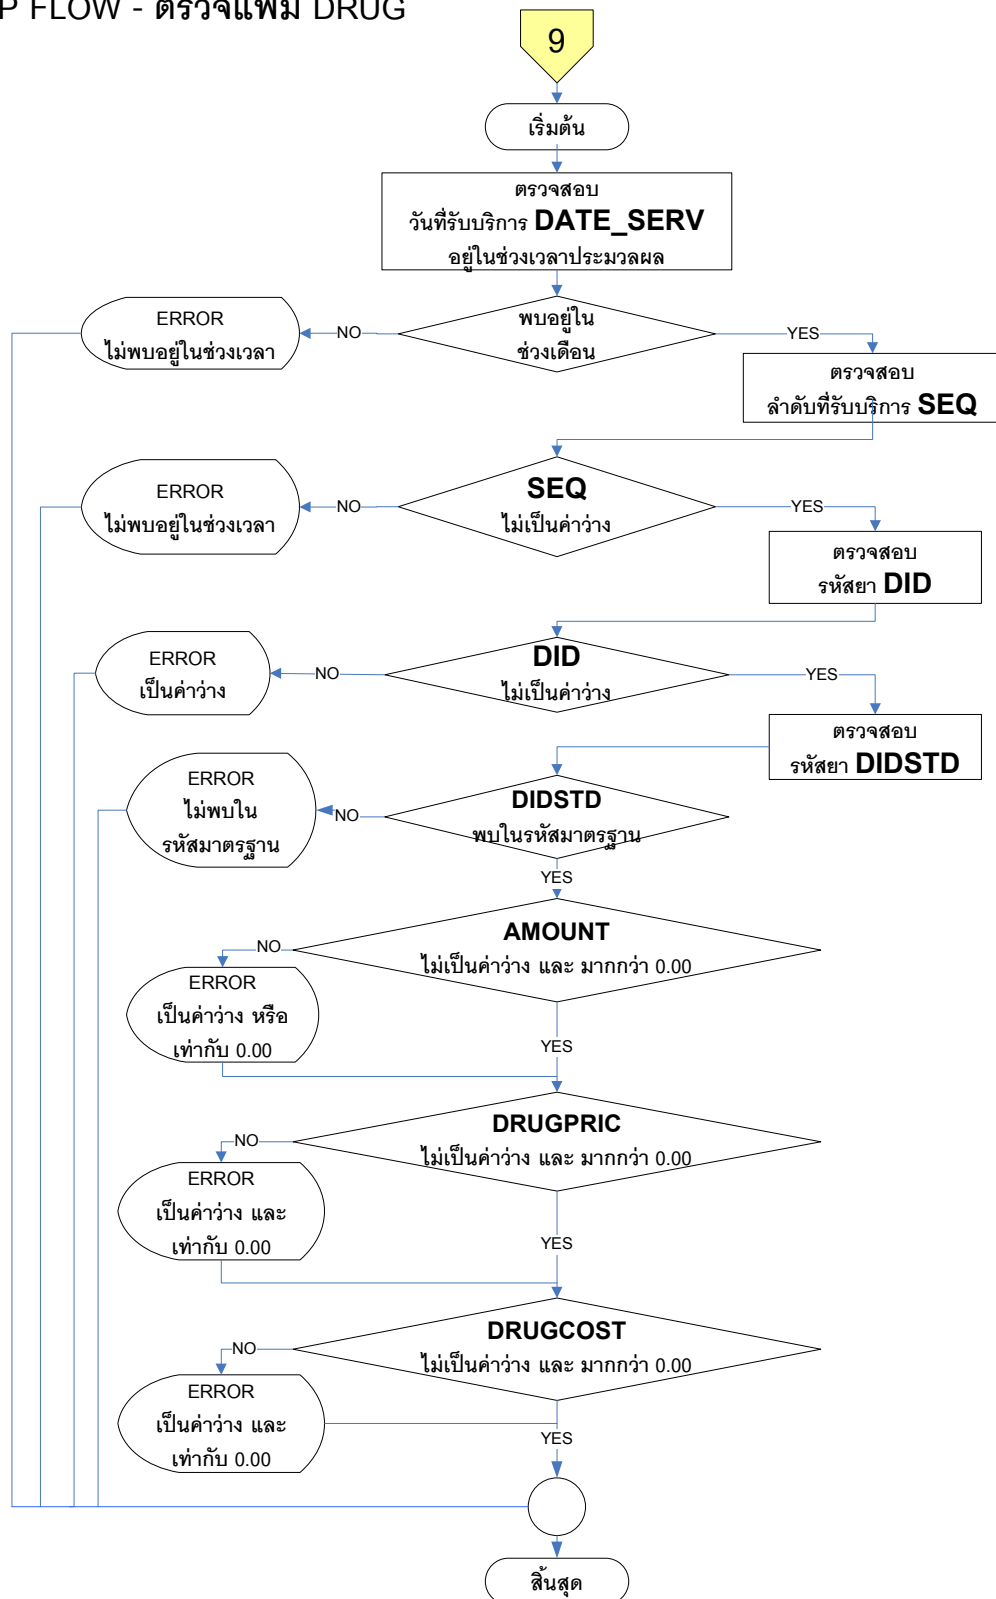 P FLOW - ตรวจแฟ้ม DRUG
9
เริ่มต้น
ตรวจสอบ
วันที่รับบริการ DATE_SERV
อยู่ในช่วงเวลาประมวลผล
พบอยู่ใน
ช่วงเดือน
NO
ERROR
ไม่พบอยู่ในช่วงเวลา
YES
ตรวจสอบ
ลำดับที่รับบริการ SEQ
SEQ
ไม่เป็นค่าว่าง
NO
ERROR
ไม่พบอยู่ในช่วงเวลา
YES
ตรวจสอบ
รหัสยา DID
DID
ไม่เป็นค่าว่าง
NO
ERROR
เป็นค่าว่าง
YES
ตรวจสอบ
รหัสยา DIDSTD
DIDSTD
พบในรหัสมาตรฐาน
NO
ERROR
ไม่พบใน
รหัสมาตรฐาน
YES
AMOUNT
ไม่เป็นค่าว่าง และ มากกว่า 0.00
NO
ERROR
เป็นค่าว่าง หรือ
เท่ากับ 0.00
YES
DRUGPRIC
ไม่เป็นค่าว่าง และ มากกว่า 0.00
NO
ERROR
เป็นค่าว่าง และ
เท่ากับ 0.00
YES
DRUGCOST
ไม่เป็นค่าว่าง และ มากกว่า 0.00
NO
ERROR
เป็นค่าว่าง และ
เท่ากับ 0.00
YES
สิ้นสุด